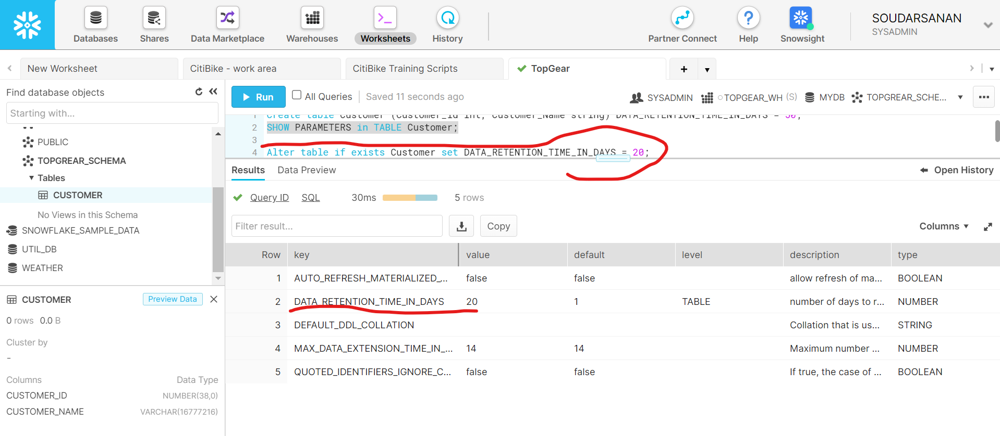 Databases
Shares
Data Marketplace
Warehouses
Worksheets
History
Partner Connect
Help
Snowsight
SOUDARSANAN
SYSADMIN
New Worksheet
CitiBike - work area
CitiBike Training Scripts
TopGear
Find database objects
Starting with...
PUBLIC
TOPGREAR_SCHEMA
Tables
CUSTOMER
No Views in this Schema
SNOWFLAKE_SAMPLE_DATA
UTIL_DB
WEATHER
CUSTOMER
Preview Data
0 rows 0.0 B
Cluster by
-
Columns Data Type
CUSTOMER_ID NUMBER(38,0)
CUSTOMER_NAME VARCHAR(16777216)
Run
All Queries
Saved 11 seconds ago
SYSADMIN
TOPGEAR_WH (S)
MYDB
TOPGREAR_SCHE...
1 Create table Customer (Customer_id int, Customer_Name string) DATA_RETENTION_TIME_IN_DAYS = 30;
2 SHOW PARAMETERS in TABLE Customer;
3
4 Alter table if exists Customer set DATA_RETENTION_TIME_IN_DAYS = 20;
Results Data Preview
Open History
Query ID SQL 30ms 5 rows
Filter result...
Copy
Columns
Row key value default level description type
1 AUTO_REFRESH_MATERIALIZED_... false false allow refresh of ma... BOOLEAN
2 DATA_RETENTION_TIME_IN_DAYS 20 1 TABLE number of days to r... NUMBER
3 DEFAULT_DDL_COLLATION Collation that is us... STRING
4 MAX_DATA_EXTENSION_TIME_IN_... 14 14 Maximum number ... NUMBER
5 QUOTED_IDENTIFIERS_IGNORE_C... false false If true, the case of ... BOOLEAN